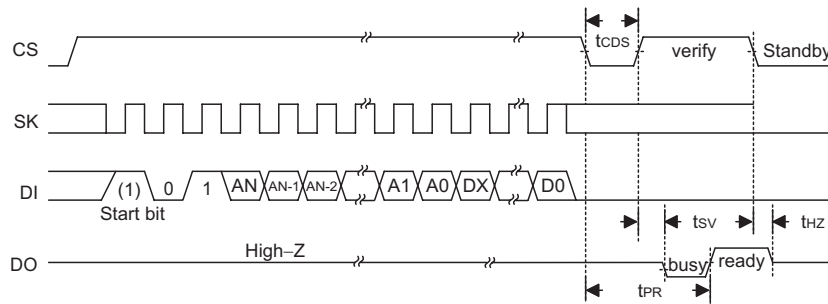 CS tCDS verify Standby
SK
DI (1) 0 1 AN AN-1 AN-2 A1 A0 DX D0
Start bit
tSV tHZ
High–Z
DO busy ready
tPR